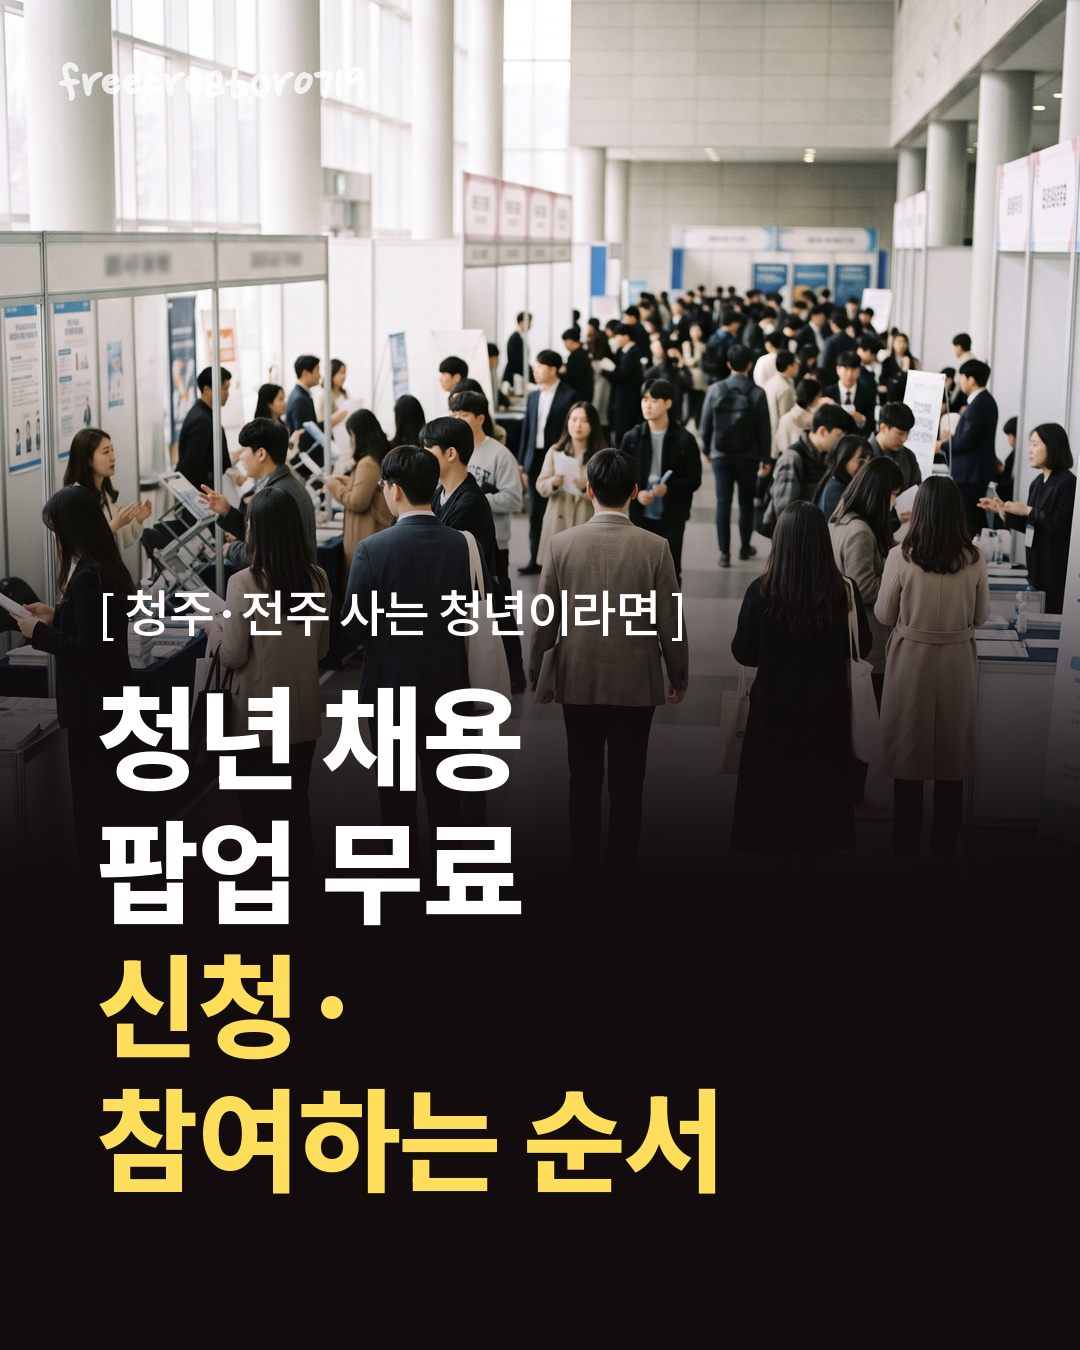 freecreator0719
[ 청주·전주 사는 청년이라면 ]
청년 채용
팝업 무료
신청·
참여하는 순서